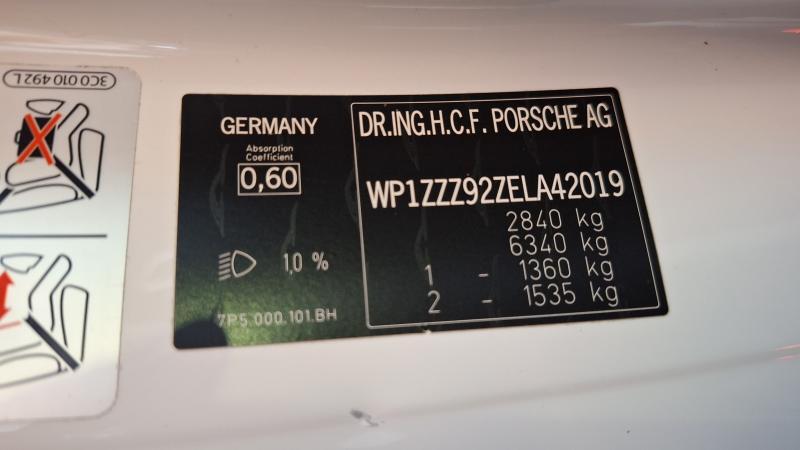 3C0 010 492 L
GERMANY
Absorption
Coefficient
0,60
1,0 %
7P5.000.101.BH
DR.ING.H.C.F. PORSCHE AG
WP1ZZZ92ZELA42019
2840 kg
6340 kg
1 - 1360 kg
2 - 1535 kg